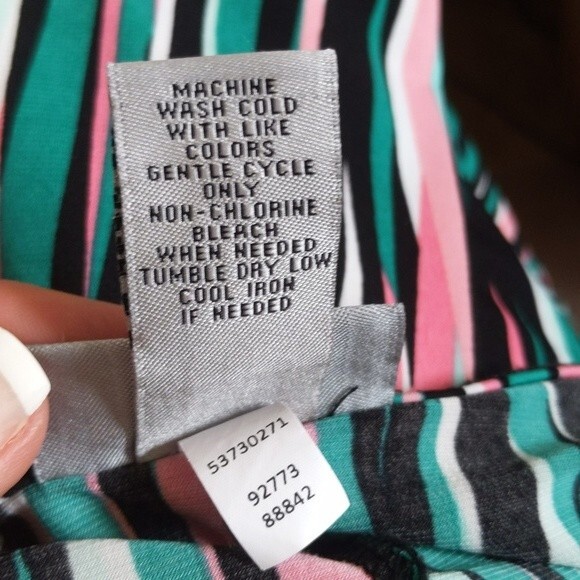 MACHINE
WASH COLD
WITH LIKE
COLORS
GENTLE CYCLE
ONLY
NON-CHLORINE
BLEACH
WHEN NEEDED
TUMBLE DRY LOW
COOL IRON
IF NEEDED
53730271
92773
88842